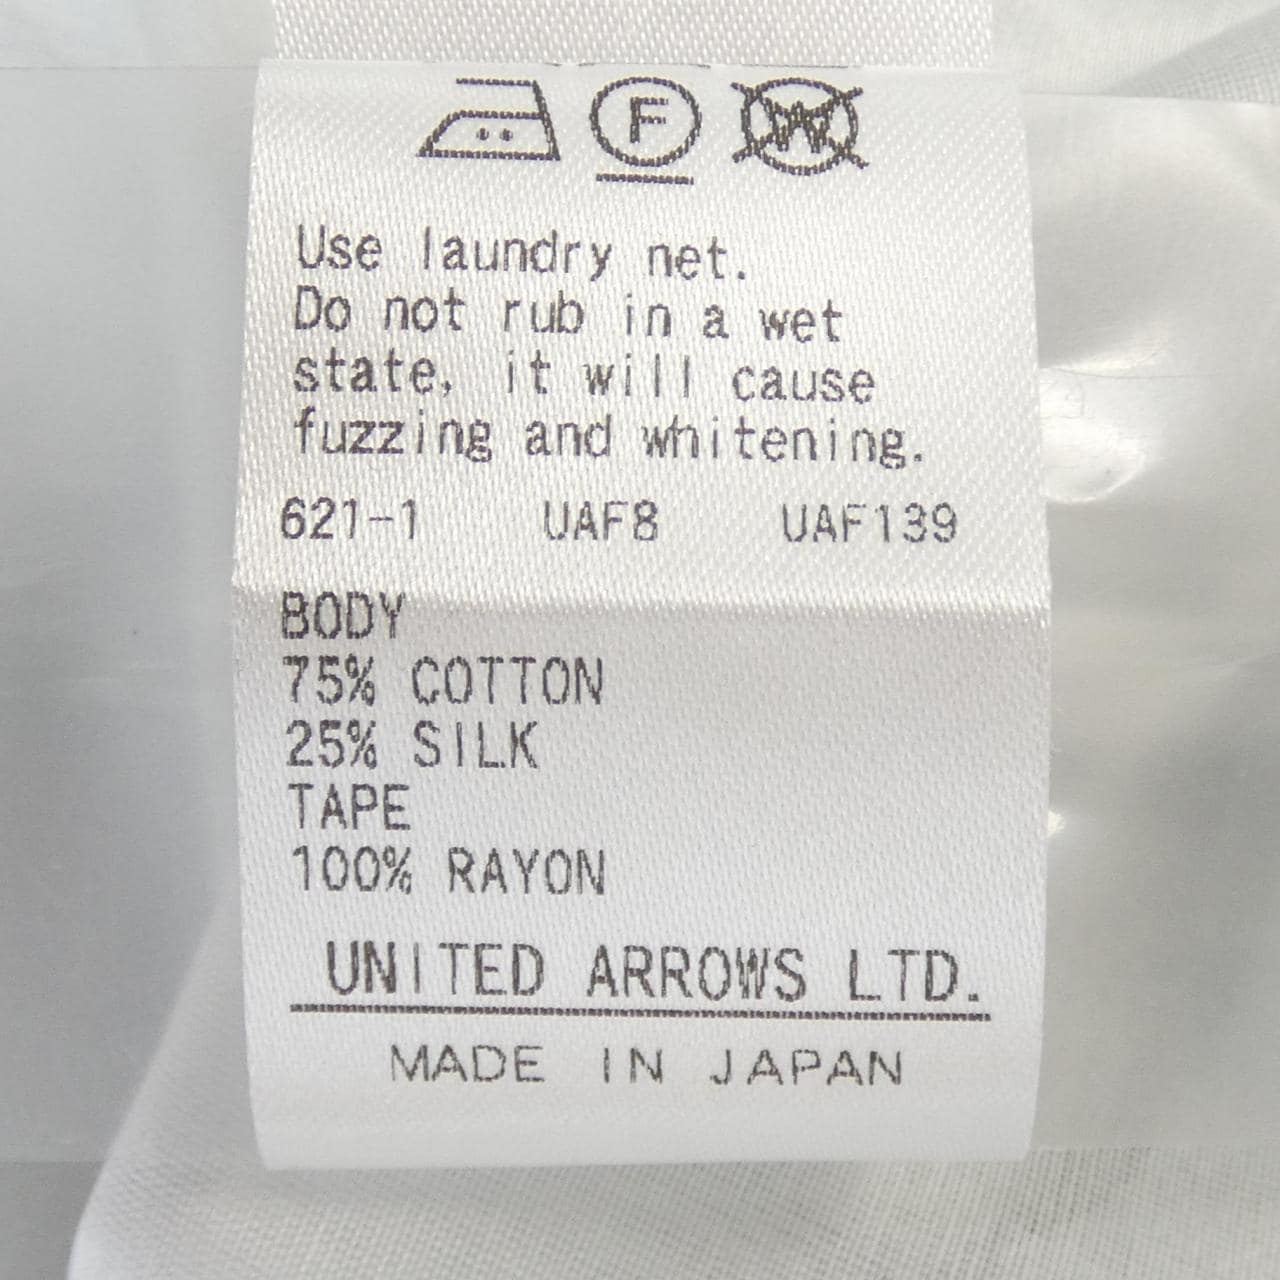 F W
Use laundry net.
Do not rub in a wet
state, it will cause
fuzzing and whitening.
621-1 UAF8 UAF139
BODY
75% COTTON
25% SILK
TAPE
100% RAYON
UNITED ARROWS LTD.
MADE IN JAPAN